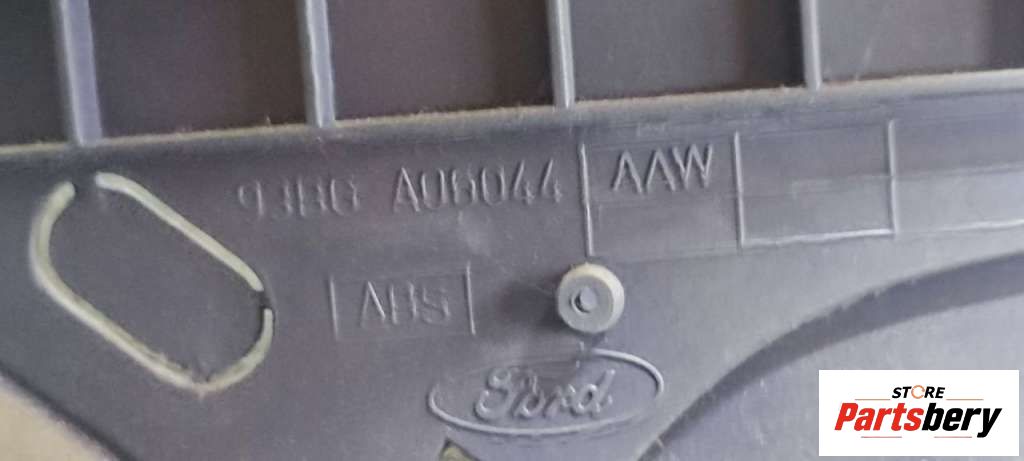 93BG A06044 AAW
ABS
Ford
STORE
Partsbery